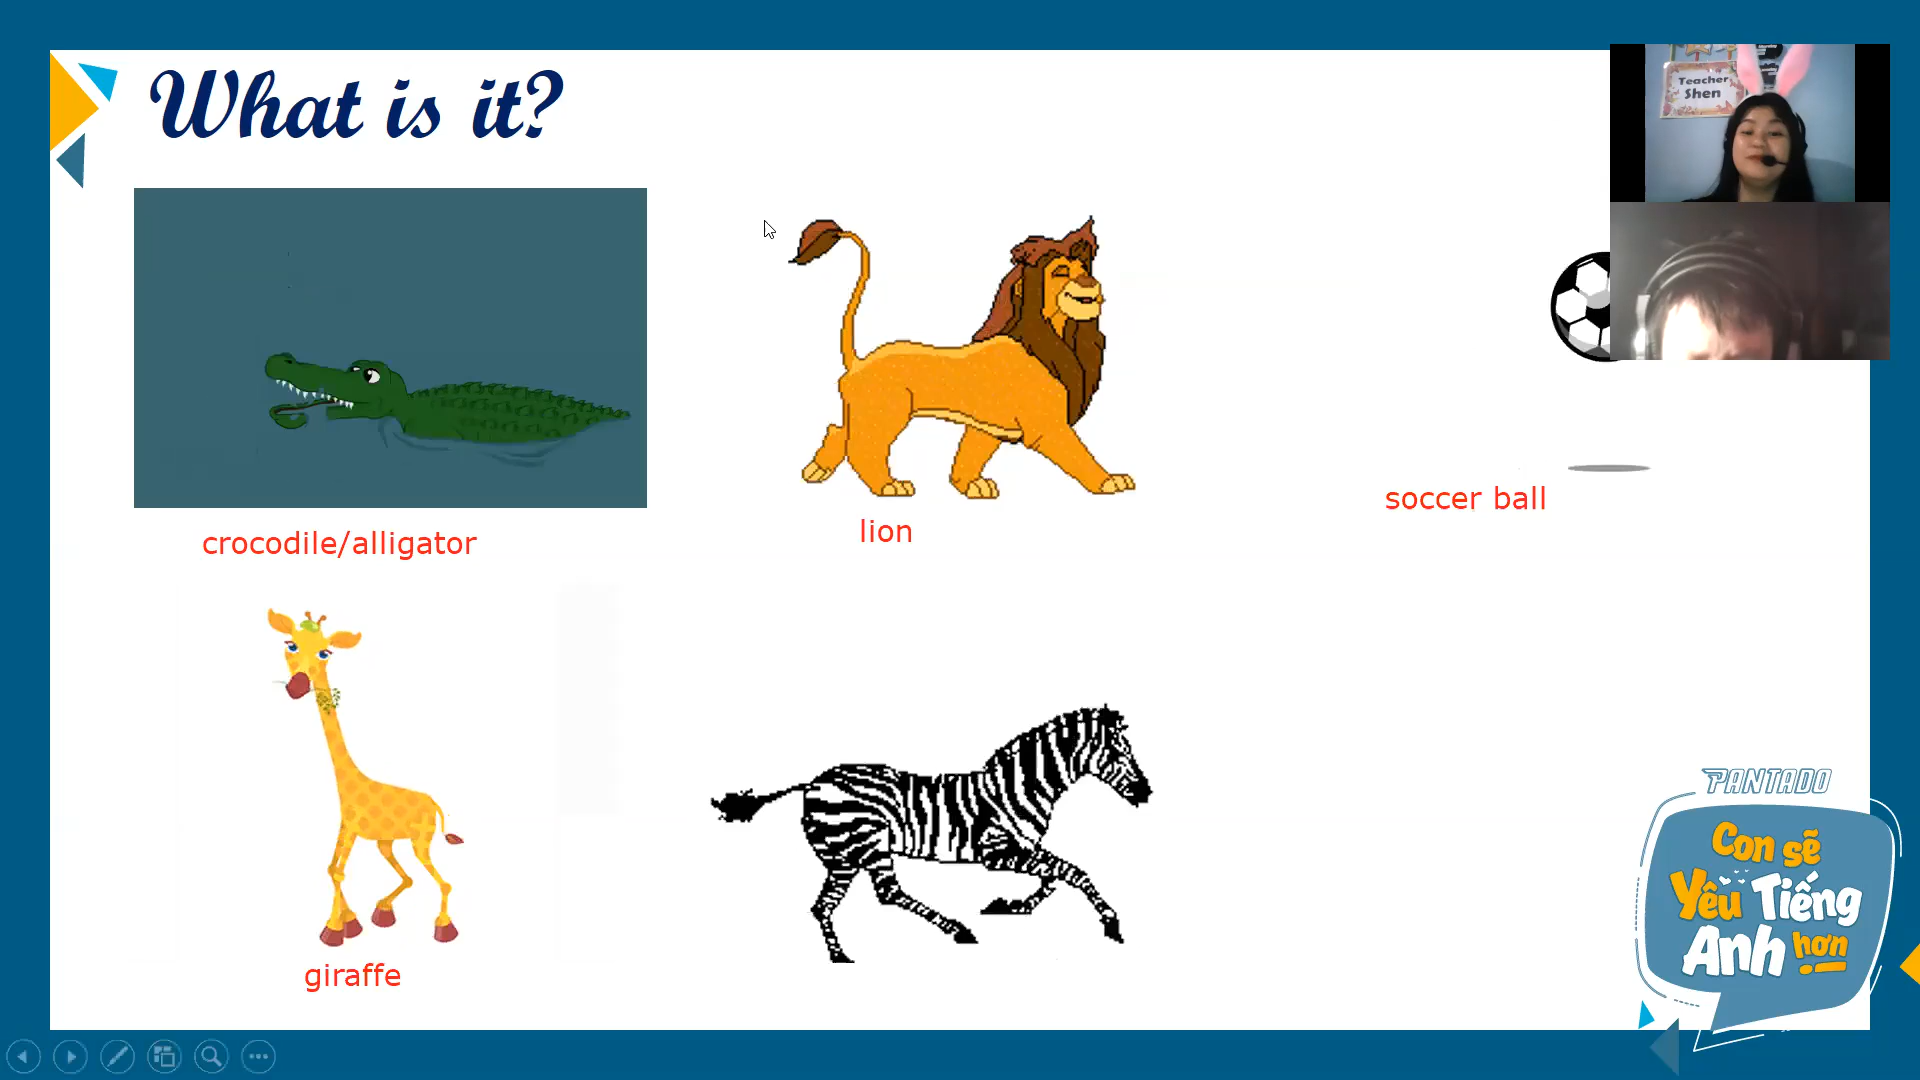 What is it?
Teacher
Shen
crocodile/alligator
lion
soccer ball
giraffe
PANTADO
Con sẽ
Yêu Tiếng
Anh hơn